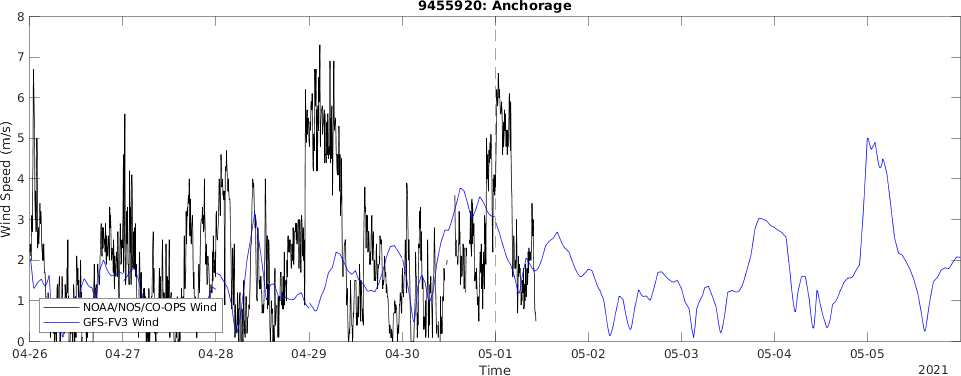 9455920: Anchorage
8
7
6
5
4
3
2
1
0
Wind Speed (m/s)
NOAA/NOS/CO-OPS Wind
GFS-FV3 Wind
04-26 04-27 04-28 04-29 04-30 05-01 05-02 05-03 05-04 05-05
Time
2021